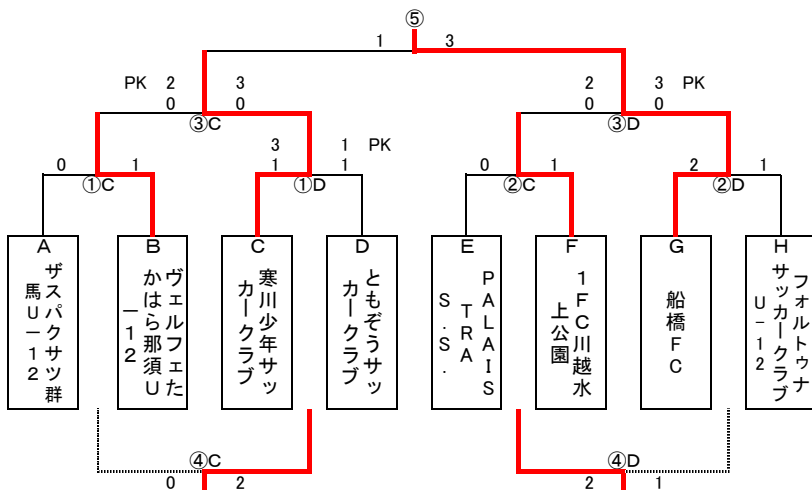 ⑤
1 3
PK 2 3
0 0
③C
2 3 PK
0 0
③D
3 1 PK
0 1 1 1
①C ①D
0 1 2 1
②C ②D
A
ザスパクサツ群
馬U－12
B
ヴェルフェた
かはら那須U
－12
C
寒川少年サッ
カークラブ
D
ともぞうサッ
カークラブ
E
PALAIS
TRA
S.S.
F
1FC川越水
上公園
G
船橋FC
H
フォルトゥナ
サッカークラブ
U-12
④C ④D
0 2 2 1